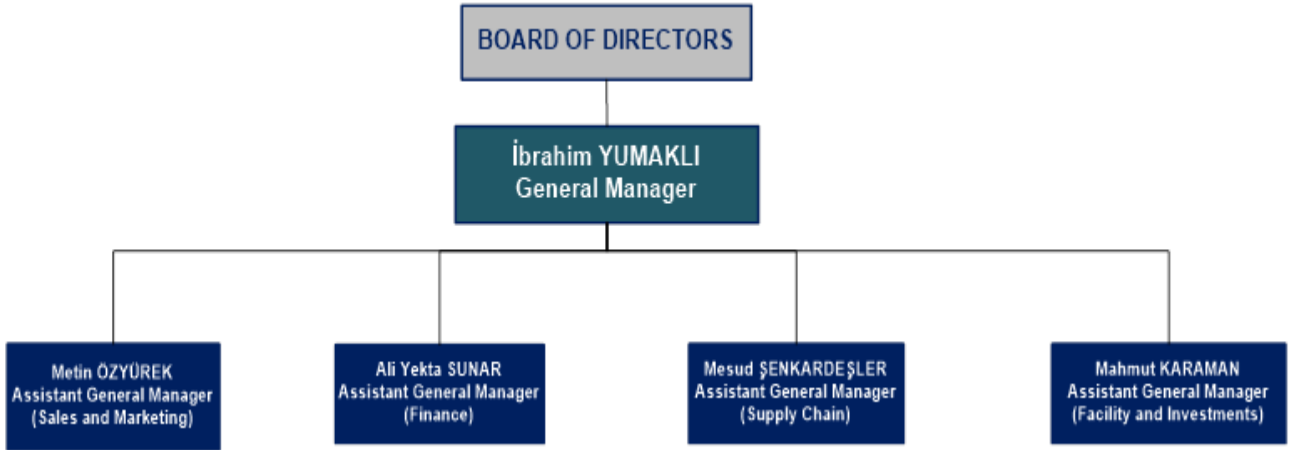 BOARD OF DIRECTORS
İbrahim YUMAKLI
General Manager
Metin ÖZYÜREK
Assistant General Manager
(Sales and Marketing)
Ali Yekta SUNAR
Assistant General Manager
(Finance)
Mesud ŞENKARDEŞLER
Assistant General Manager
(Supply Chain)
Mahmut KARAMAN
Assistant General Manager
(Facility and Investments)